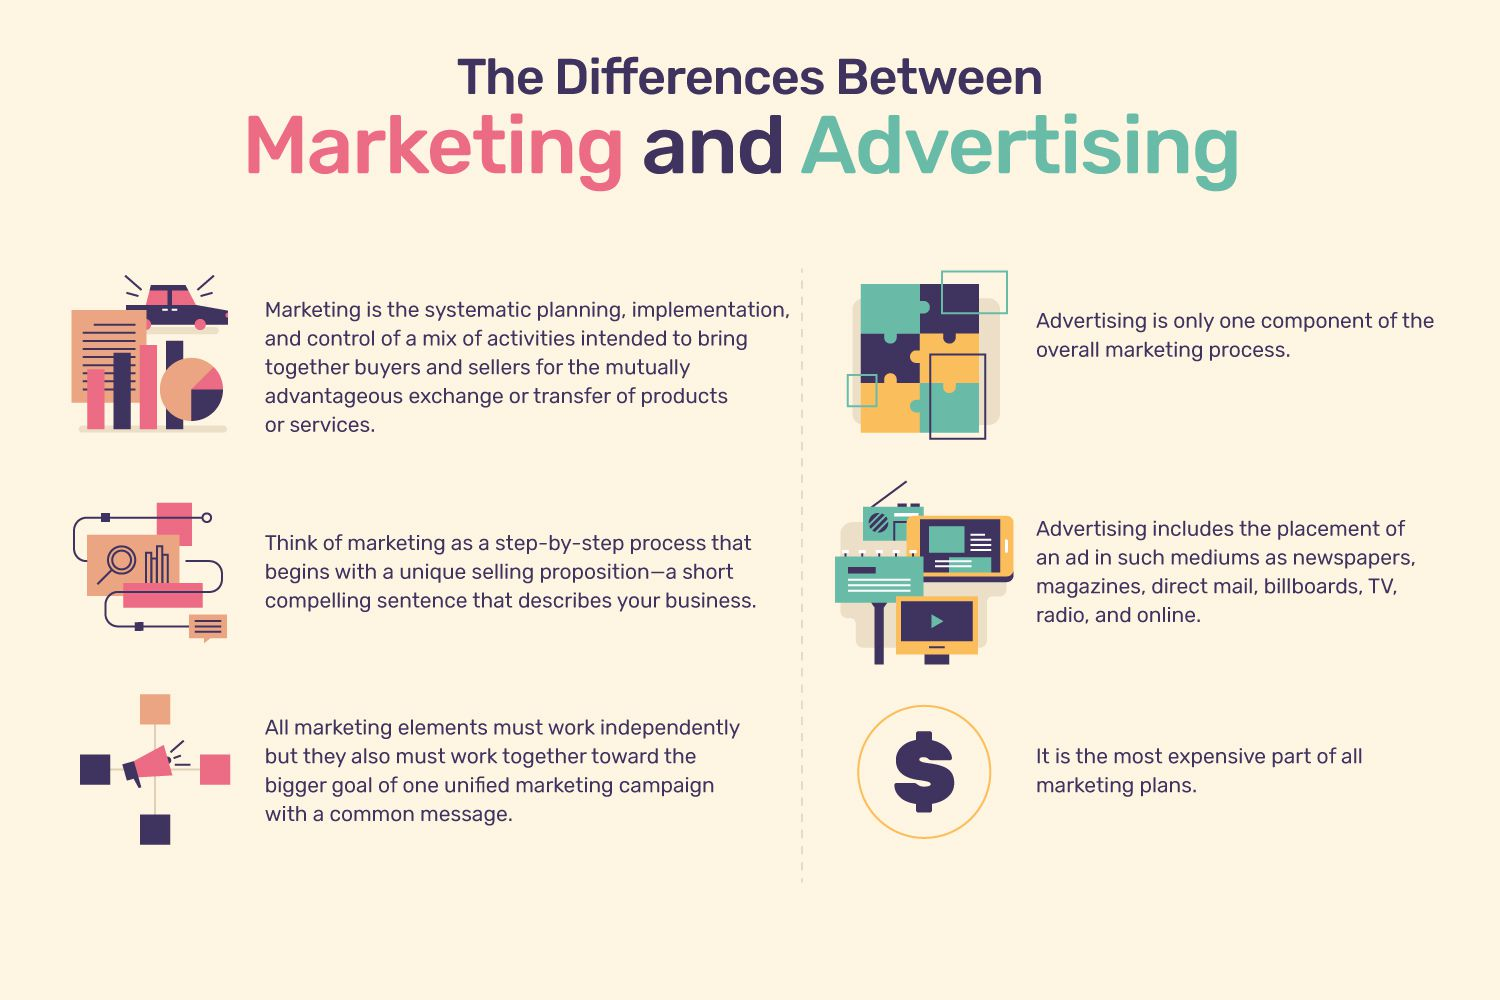 The Differences Between
Marketing and Advertising
Marketing is the systematic planning, implementation,
and control of a mix of activities intended to bring
together buyers and sellers for the mutually
advantageous exchange or transfer of products
or services.
Think of marketing as a step-by-step process that
begins with a unique selling proposition—a short
compelling sentence that describes your business.
All marketing elements must work independently
but they also must work together toward the
bigger goal of one unified marketing campaign
with a common message.
Advertising is only one component of the
overall marketing process.
Advertising includes the placement of
an ad in such mediums as newspapers,
magazines, direct mail, billboards, TV,
radio, and online.
$
It is the most expensive part of all
marketing plans.